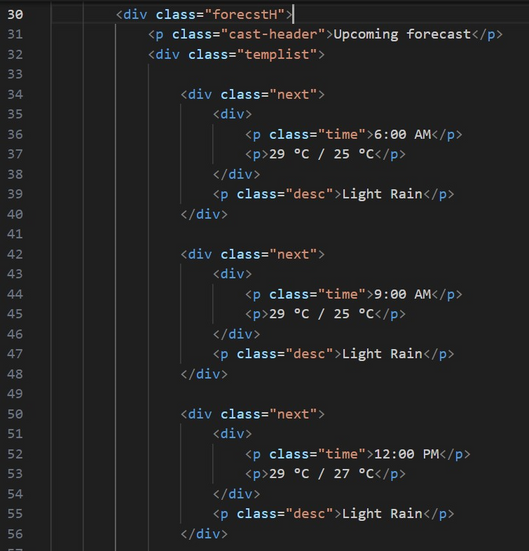 30 <div class="forecstH">
31 <p class="cast-header">Upcoming forecast</p>
32 <div class="templist">
33
34 <div class="next">
35 <div>
36 <p class="time">6:00 AM</p>
37 <p>29 °C / 25 °C</p>
38 </div>
39 <p class="desc">Light Rain</p>
40 </div>
41
42 <div class="next">
43 <div>
44 <p class="time">9:00 AM</p>
45 <p>29 °C / 25 °C</p>
46 </div>
47 <p class="desc">Light Rain</p>
48 </div>
49
50 <div class="next">
51 <div>
52 <p class="time">12:00 PM</p>
53 <p>29 °C / 27 °C</p>
54 </div>
55 <p class="desc">Light Rain</p>
56 </div>